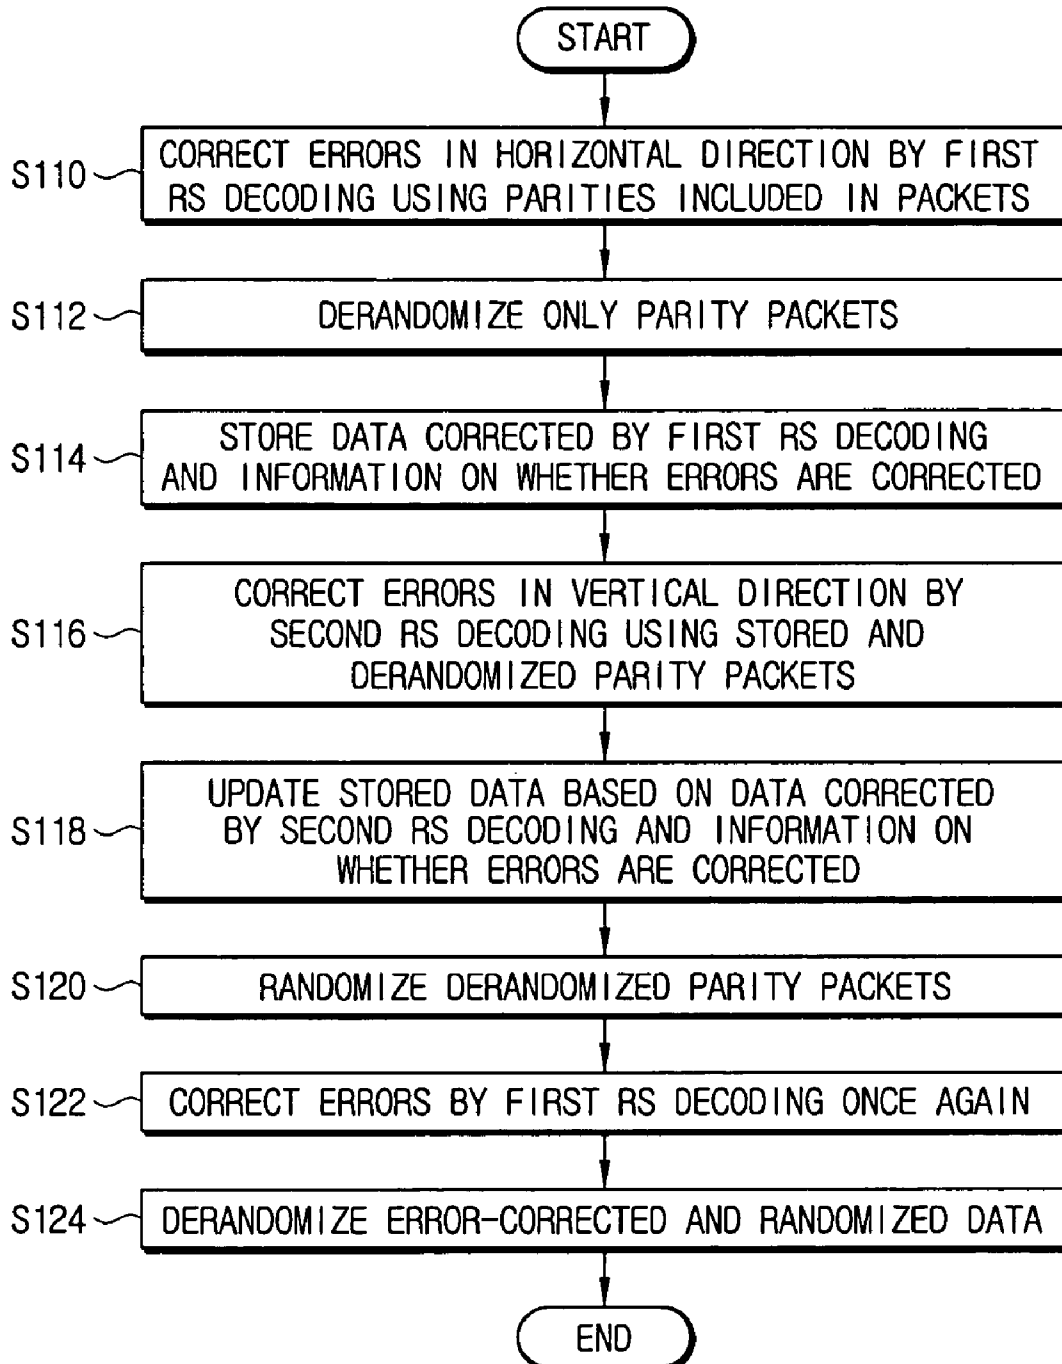 START
S110
CORRECT ERRORS IN HORIZONTAL DIRECTION BY FIRST
RS DECODING USING PARITIES INCLUDED IN PACKETS
S112
DERANDOMIZE ONLY PARITY PACKETS
S114
STORE DATA CORRECTED BY FIRST RS DECODING
AND INFORMATION ON WHETHER ERRORS ARE CORRECTED
S116
CORRECT ERRORS IN VERTICAL DIRECTION BY
SECOND RS DECODING USING STORED AND
DERANDOMIZED PARITY PACKETS
S118
UPDATE STORED DATA BASED ON DATA CORRECTED
BY SECOND RS DECODING AND INFORMATION ON
WHETHER ERRORS ARE CORRECTED
S120
RANDOMIZE DERANDOMIZED PARITY PACKETS
S122
CORRECT ERRORS BY FIRST RS DECODING ONCE AGAIN
S124
DERANDOMIZE ERROR-CORRECTED AND RANDOMIZED DATA
END